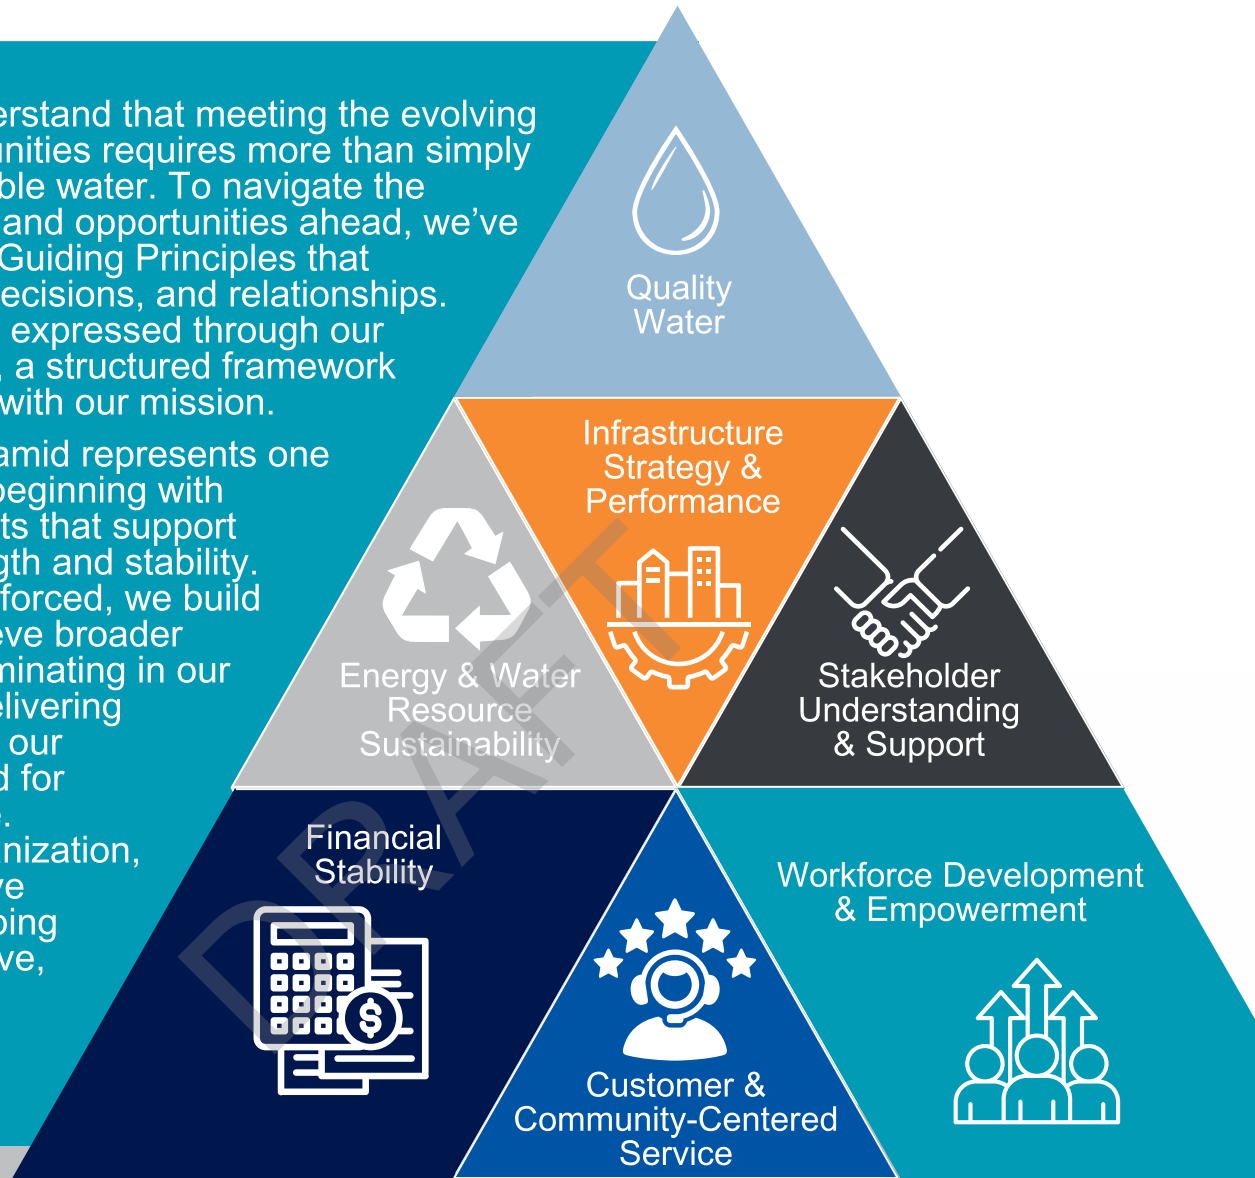 erstand that meeting the evolving
unities requires more than simply
ble water. To navigate the
and opportunities ahead, we’ve
Guiding Principles that
ecisions, and relationships.
expressed through our
, a structured framework
with our mission.
amid represents one
beginning with
ts that support
gth and stability.
forced, we build
eve broader
minating in our
elivering
our
d for
e.
anization,
ve
ping
ve,
Quality
Water
Infrastructure
Strategy &
Performance
Energy & Water
Resource
Sustainability
Stakeholder
Understanding
& Support
Financial
Stability
Customer &
Community-Centered
Service
Workforce Development
& Empowerment
DRAFT